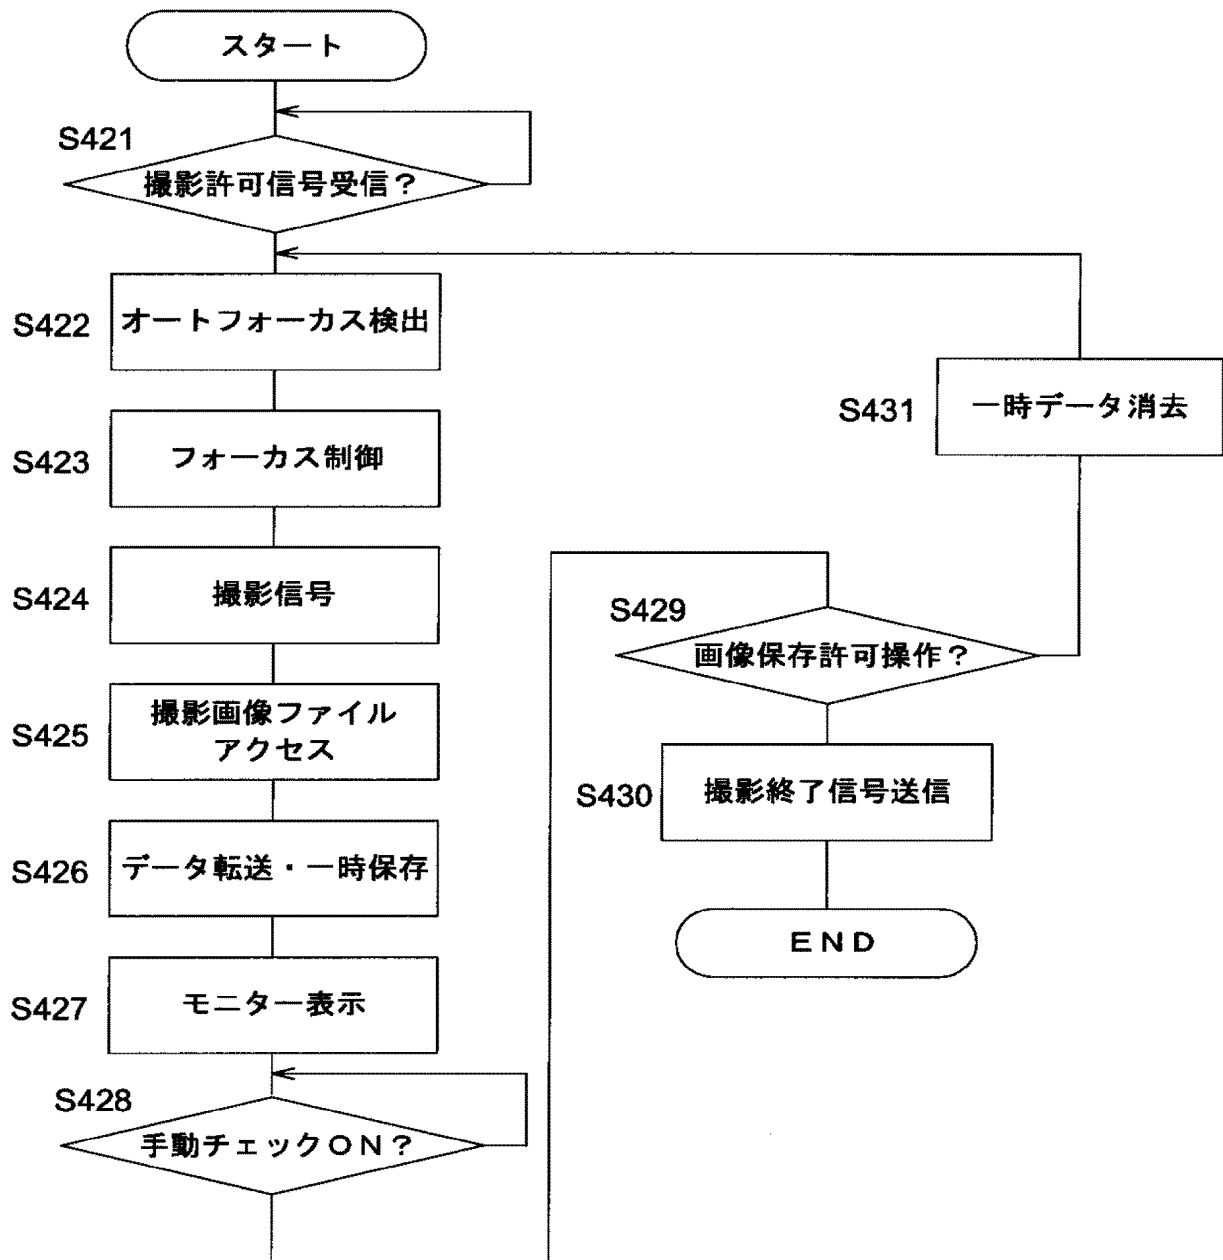 スタート
S421
撮影許可信号受信？
S422
オートフォーカス検出
S423
フォーカス制御
S424
撮影信号
S425
撮影画像ファイル
アクセス
S426
データ転送・一時保存
S427
モニター表示
S428
手動チェックＯＮ？
S429
画像保存許可操作？
S430
撮影終了信号送信
ＥＮＤ
S431
一時データ消去